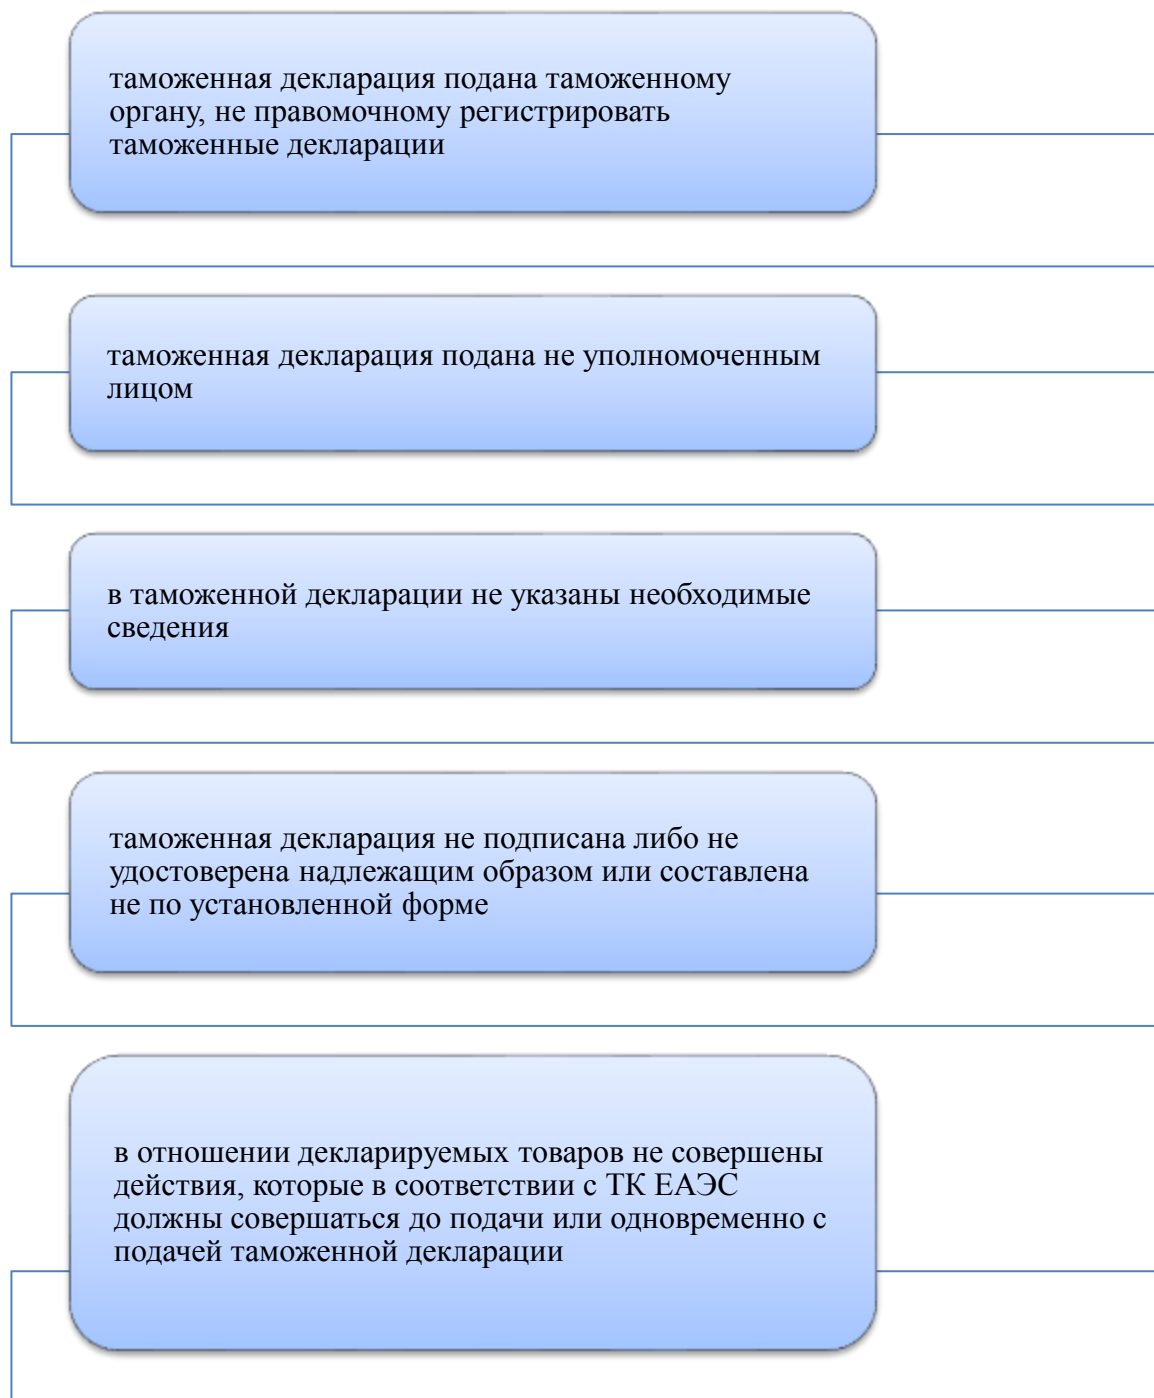 таможенная декларация подана таможенному
органу, не правомочному регистрировать
таможенные декларации
таможенная декларация подана не уполномоченным
лицом
в таможенной декларации не указаны необходимые
сведения
таможенная декларация не подписана либо не
удостоверена надлежащим образом или составлена
не по установленной форме
в отношении декларируемых товаров не совершены
действия, которые в соответствии с ТК ЕАЭС
должны совершаться до подачи или одновременно с
подачей таможенной декларации